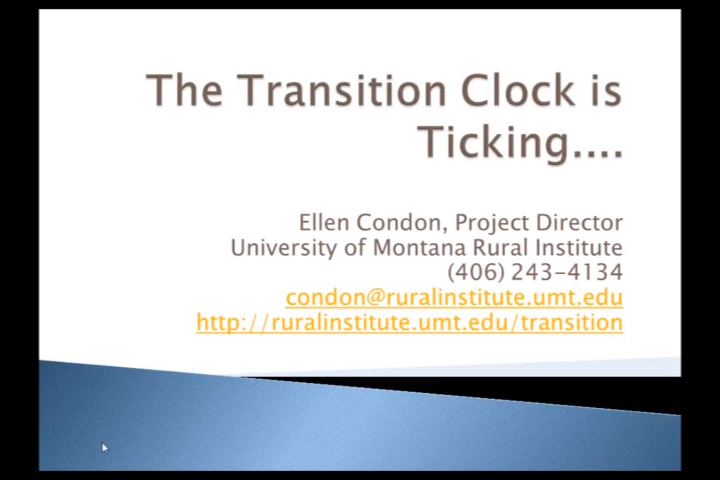 The Transition Clock is
Ticking....
Ellen Condon, Project Director
University of Montana Rural Institute
(406) 243-4134
condon@ruralinstitute.umt.edu
http://ruralinstitute.umt.edu/transition